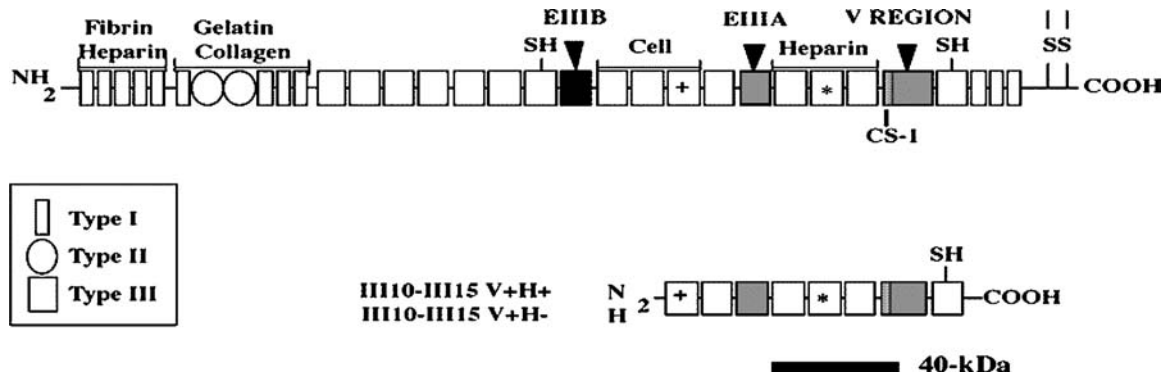 EIIIB EIIIA V REGION
Fibrin Gelatin
Heparin Collagen SH Cell Heparin SH SS
NH2 + * COOH
CS-1
Type I
Type II
Type III
SH
III10-III15 V+H+
III10-III15 V+H-
NH2 + * COOH
40-kDa